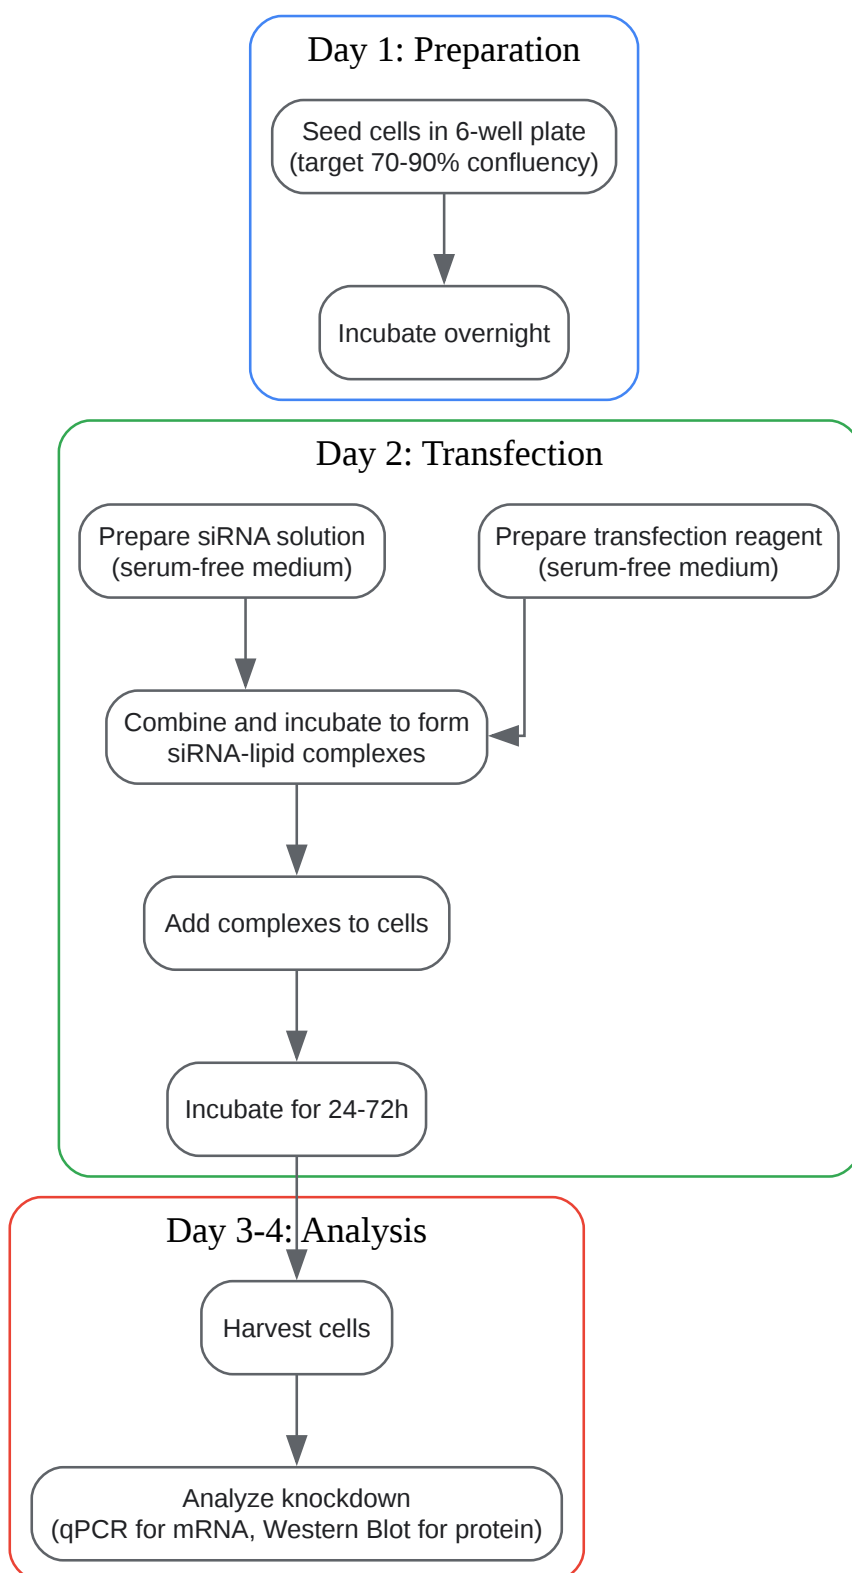 Day 1: Preparation
Seed cells in 6-well plate
(target 70-90% confluency)
Incubate overnight
Day 2: Transfection
Prepare siRNA solution
(serum-free medium)
Prepare transfection reagent
(serum-free medium)
Combine and incubate to form
siRNA-lipid complexes
Add complexes to cells
Incubate for 24-72h
Day 3-4: Analysis
Harvest cells
Analyze knockdown
(qPCR for mRNA, Western Blot for protein)